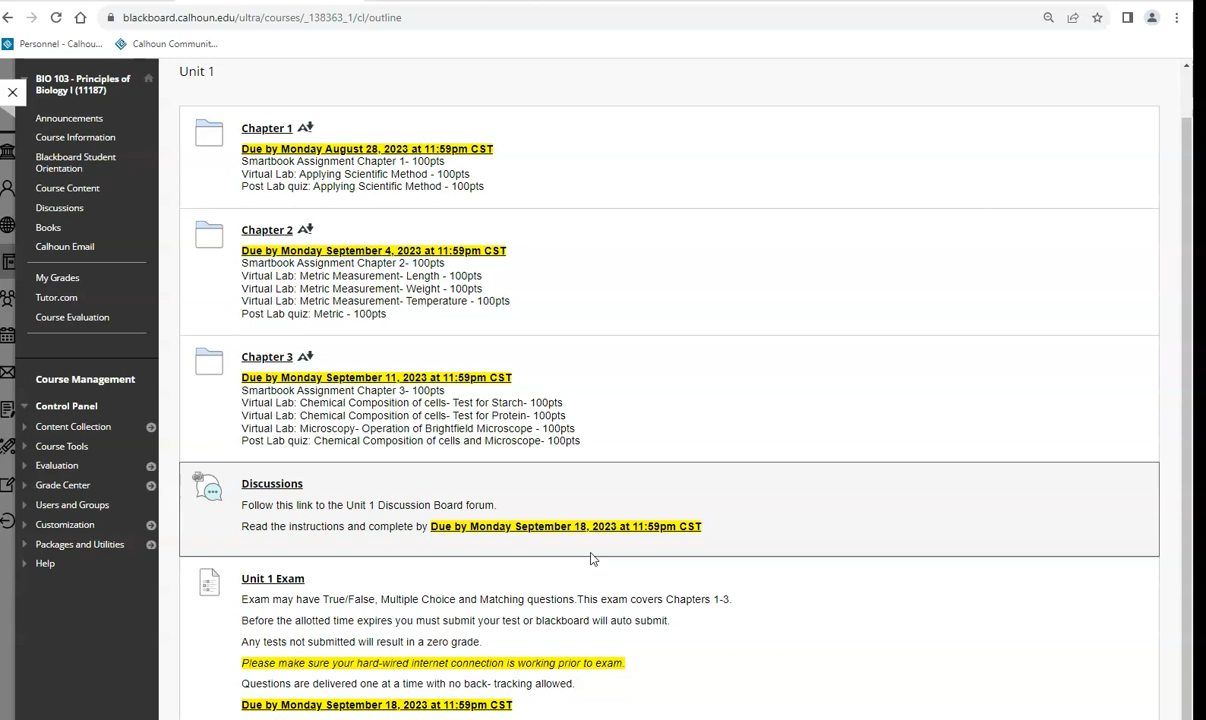 blackboard.calhoun.edu/ultra/courses/_138363_1/cl/outline
Personnel - Calhou...
Calhoun Communit...
BIO 103 - Principles of
Biology I (11187)
Announcements
Course Information
Blackboard Student
Orientation
Course Content
Discussions
Books
Calhoun Email
My Grades
Tutor.com
Course Evaluation
Course Management
Control Panel
Content Collection
Course Tools
Evaluation
Grade Center
Users and Groups
Customization
Packages and Utilities
Help
Unit 1
Chapter 1
Due by Monday August 28, 2023 at 11:59pm CST
Smartbook Assignment Chapter 1- 100pts
Virtual Lab: Applying Scientific Method - 100pts
Post Lab quiz: Applying Scientific Method - 100pts
Chapter 2
Due by Monday September 4, 2023 at 11:59pm CST
Smartbook Assignment Chapter 2- 100pts
Virtual Lab: Metric Measurement- Length - 100pts
Virtual Lab: Metric Measurement- Weight - 100pts
Virtual Lab: Metric Measurement- Temperature - 100pts
Post Lab quiz: Metric - 100pts
Chapter 3
Due by Monday September 11, 2023 at 11:59pm CST
Smartbook Assignment Chapter 3- 100pts
Virtual Lab: Chemical Composition of cells- Test for Starch- 100pts
Virtual Lab: Chemical Composition of cells- Test for Protein- 100pts
Virtual Lab: Microscopy- Operation of Brightfield Microscope - 100pts
Post Lab quiz: Chemical Composition of cells and Microscope- 100pts
Discussions
Follow this link to the Unit 1 Discussion Board forum.
Read the instructions and complete by Due by Monday September 18, 2023 at 11:59pm CST
Unit 1 Exam
Exam may have True/False, Multiple Choice and Matching questions.This exam covers Chapters 1-3.
Before the allotted time expires you must submit your test or blackboard will auto submit.
Any tests not submitted will result in a zero grade.
Please make sure your hard-wired internet connection is working prior to exam.
Questions are delivered one at a time with no back- tracking allowed.
Due by Monday September 18, 2023 at 11:59pm CST